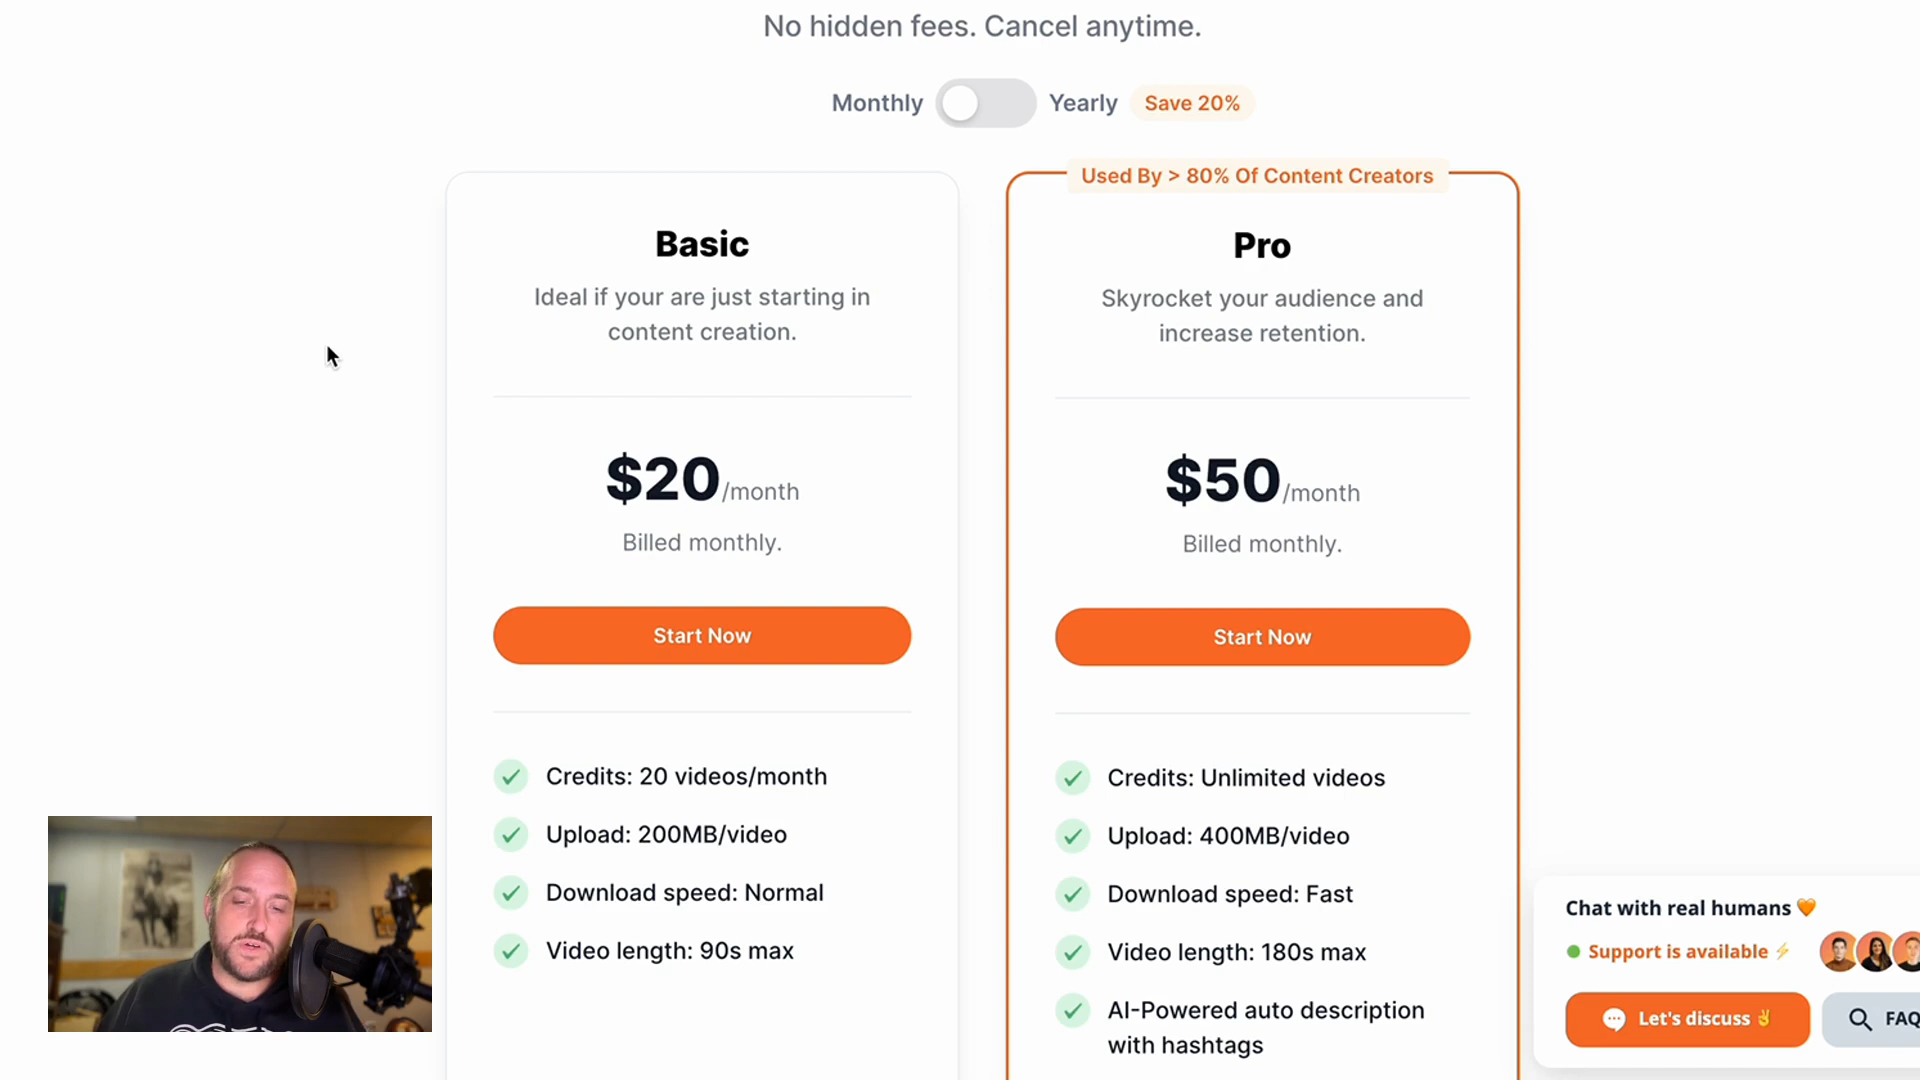 No hidden fees. Cancel anytime.
Monthly Yearly Save 20%
Basic
Ideal if your are just starting in
content creation.
$20/month
Billed monthly.
Start Now
Credits: 20 videos/month
Upload: 200MB/video
Download speed: Normal
Video length: 90s max
Used By > 80% Of Content Creators
Pro
Skyrocket your audience and
increase retention.
$50/month
Billed monthly.
Start Now
Credits: Unlimited videos
Upload: 400MB/video
Download speed: Fast
Video length: 180s max
AI-Powered auto description
with hashtags
Chat with real humans 🧡
Support is available ⚡
Let's discuss ✌
FAQ